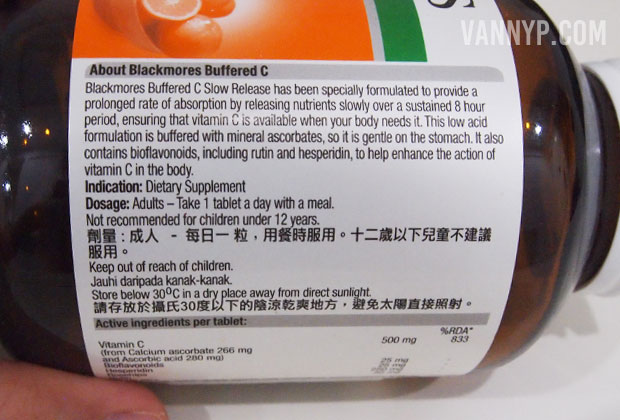 VANNYP.COM
About Blackmores Buffered C
Blackmores Buffered C Slow Release has been specially formulated to provide a
prolonged rate of absorption by releasing nutrients slowly over a sustained 8 hour
period, ensuring that vitamin C is available when your body needs it. This low acid
formulation is buffered with mineral ascorbates, so it is gentle on the stomach. It also
contains bioflavonoids, including rutin and hesperidin, to help enhance the action of
vitamin C in the body.
Indication: Dietary Supplement
Dosage: Adults – Take 1 tablet a day with a meal.
Not recommended for children under 12 years.
劑量：成人 - 每日一粒，用餐時服用。十二歲以下兒童不建議
服用。
Keep out of reach of children.
Jauhi daripada kanak-kanak.
Store below 30ºC in a dry place away from direct sunlight.
請存放於攝氏30度以下的陰涼乾爽地方，避免太陽直接照射。
Active ingredients per tablet:
%RDA*
Vitamin C 500 mg 833
(from Calcium ascorbate 266 mg
and Ascorbic acid 280 mg)
Bioflavonoids 25 mg
Hesperidin